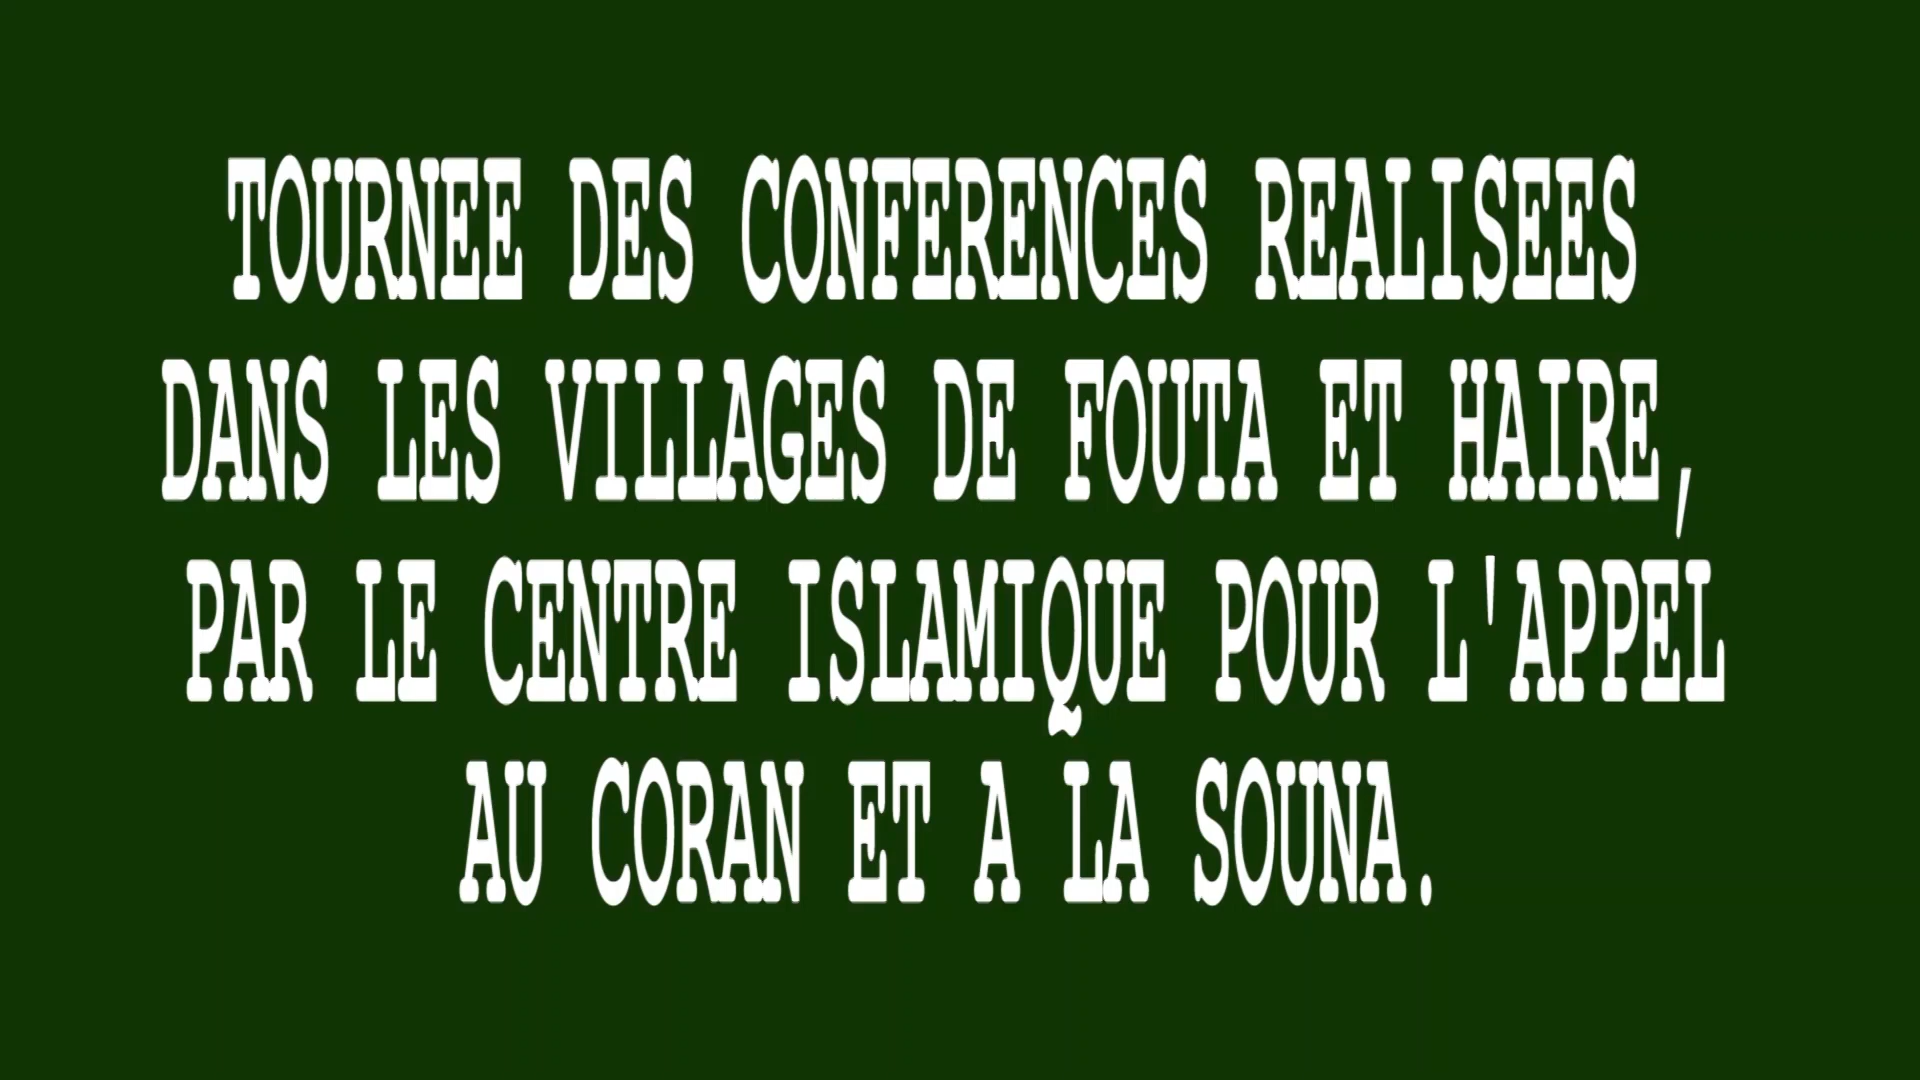 TOURNEE DES CONFERENCES REALISEES
DANS LES VILLAGES DE FOUTA ET HAIRE,
PAR LE CENTRE ISLAMIQUE POUR L'APPEL
AU CORAN ET A LA SOUNA.